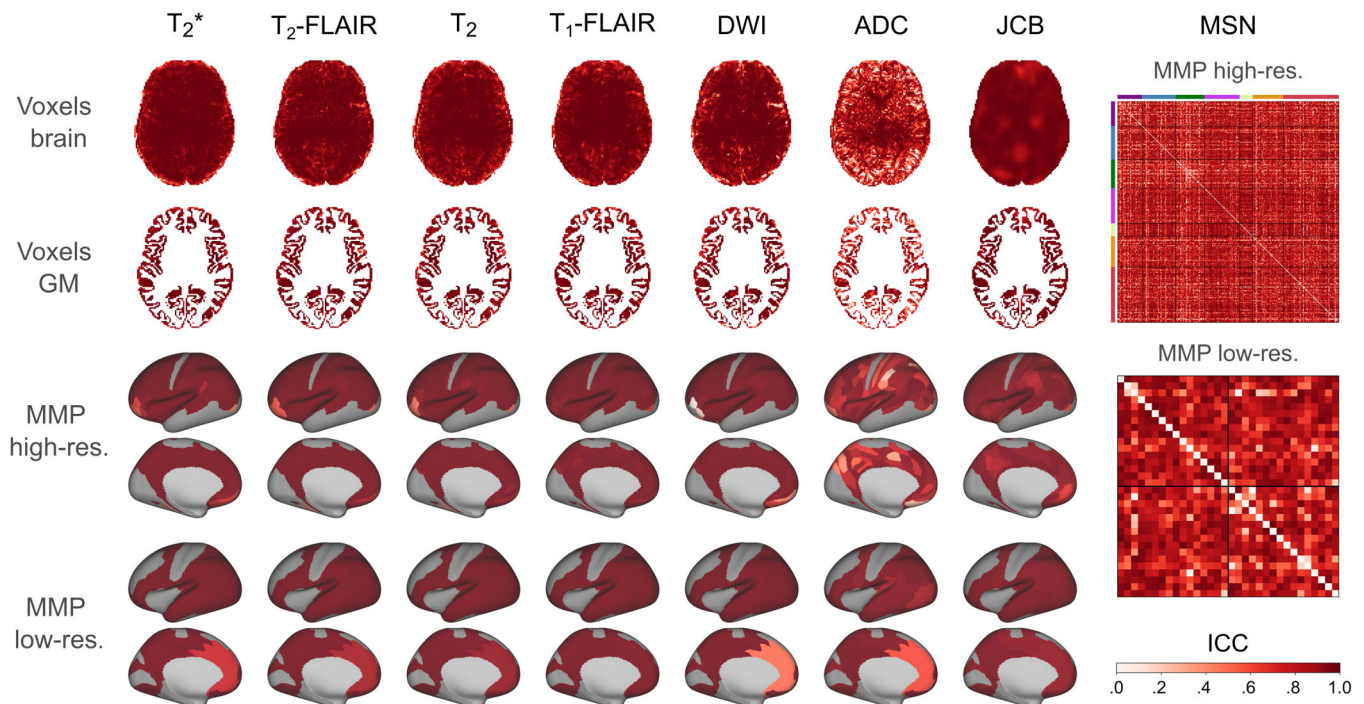 T₂* T₂-FLAIR T₂ T₁-FLAIR DWI ADC JCB MSN
MMP high-res.
Voxels
brain
Voxels
GM
MMP low-res.
MMP
high-res.
MMP
low-res.
ICC
.0 .2 .4 .6 .8 1.0